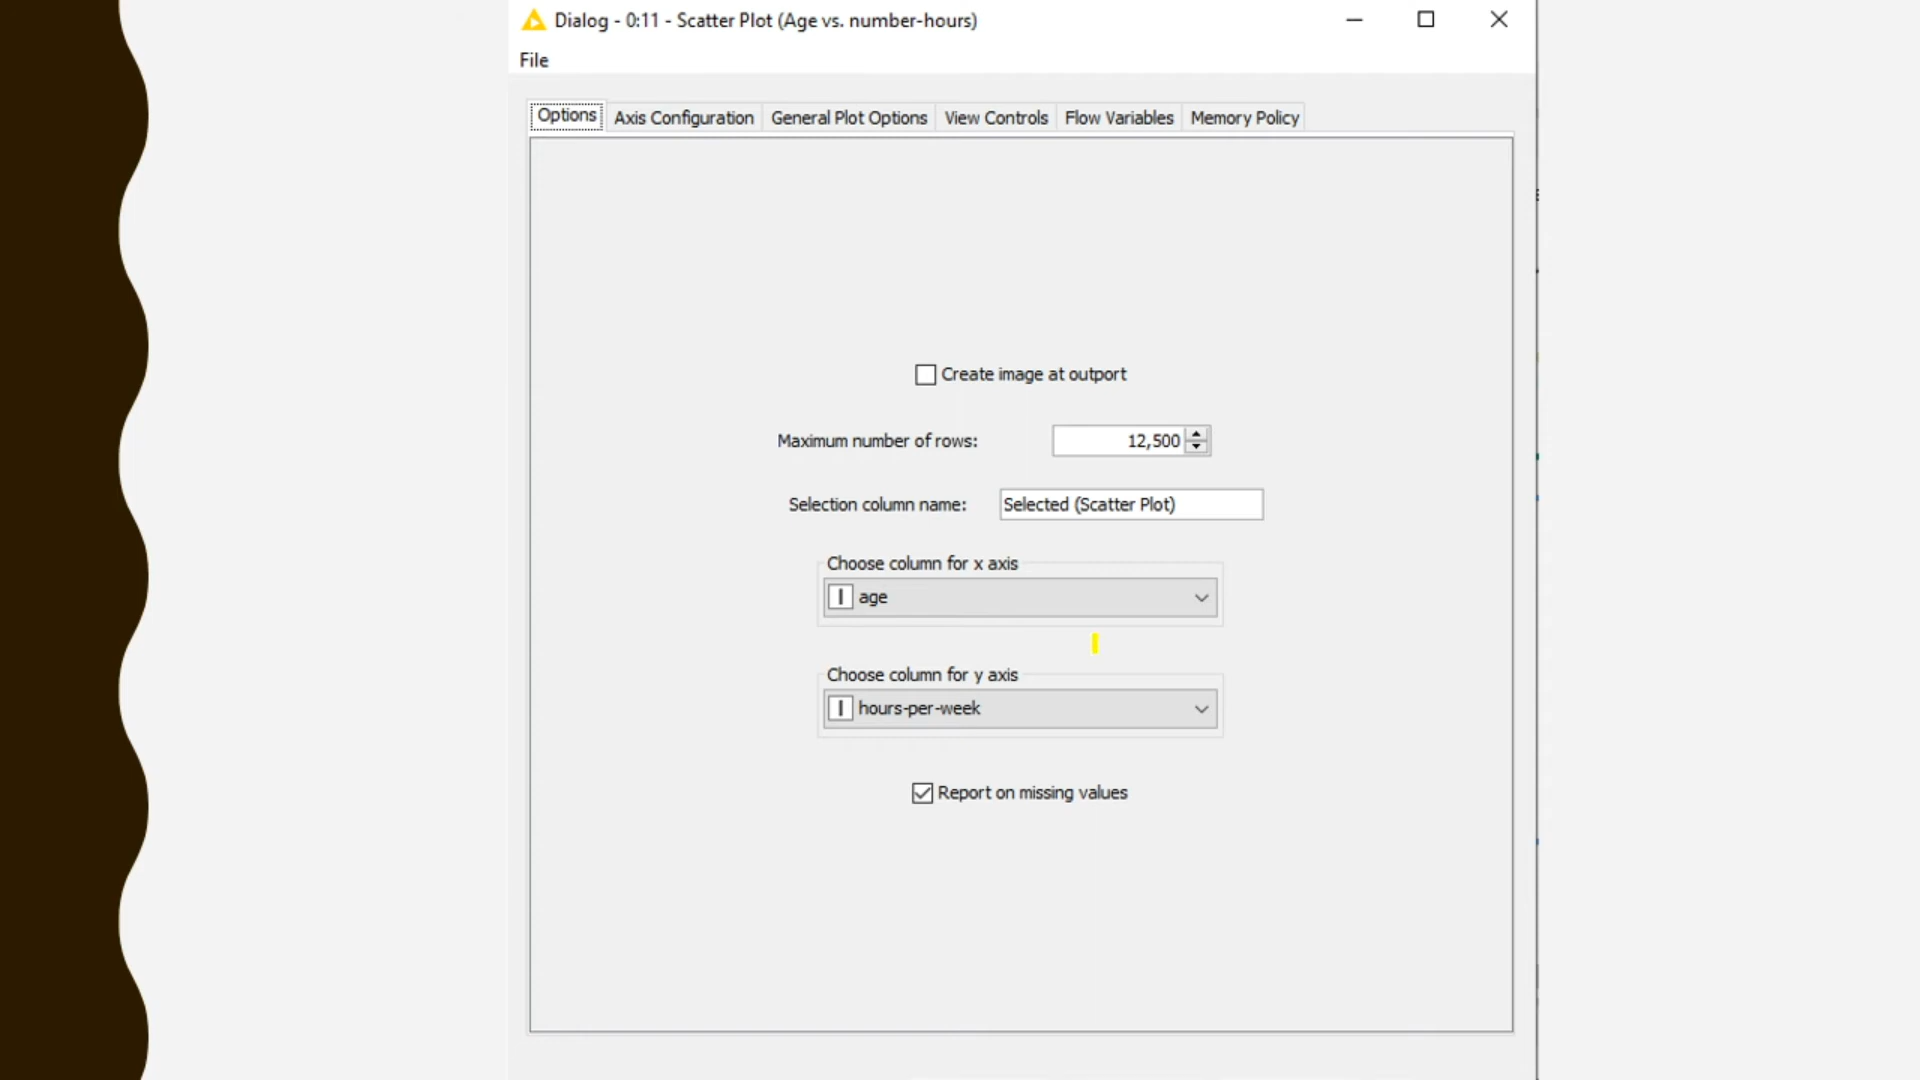 Dialog - 0:11 - Scatter Plot (Age vs. number-hours)
File
Options Axis Configuration General Plot Options View Controls Flow Variables Memory Policy
Create image at outport
Maximum number of rows: 12,500
Selection column name: Selected (Scatter Plot)
Choose column for x axis
I age
Choose column for y axis
I hours-per-week
Report on missing values